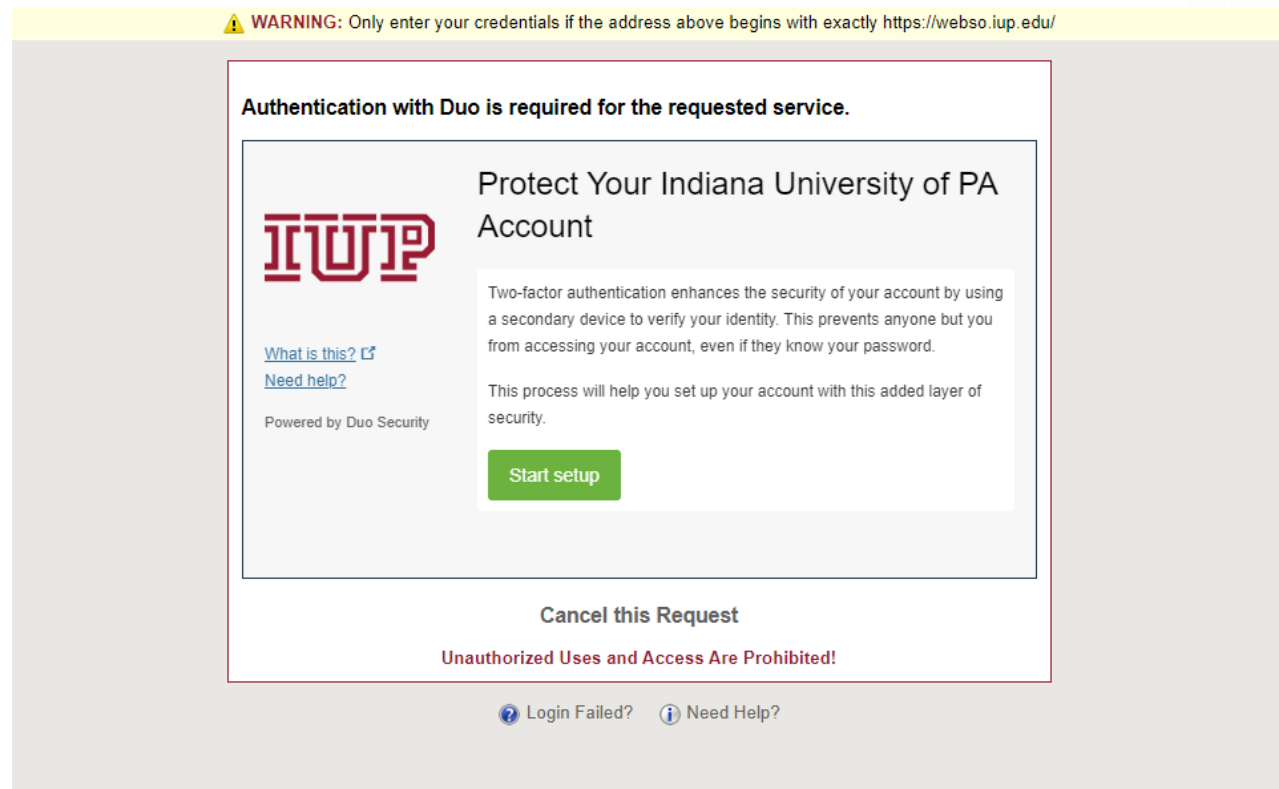 WARNING: Only enter your credentials if the address above begins with exactly https://webso.iup.edu/
Authentication with Duo is required for the requested service.
IUP
What is this?
Need help?
Powered by Duo Security
Protect Your Indiana University of PA
Account
Two-factor authentication enhances the security of your account by using
a secondary device to verify your identity. This prevents anyone but you
from accessing your account, even if they know your password.
This process will help you set up your account with this added layer of
security.
Start setup
Cancel this Request
Unauthorized Uses and Access Are Prohibited!
Login Failed? Need Help?